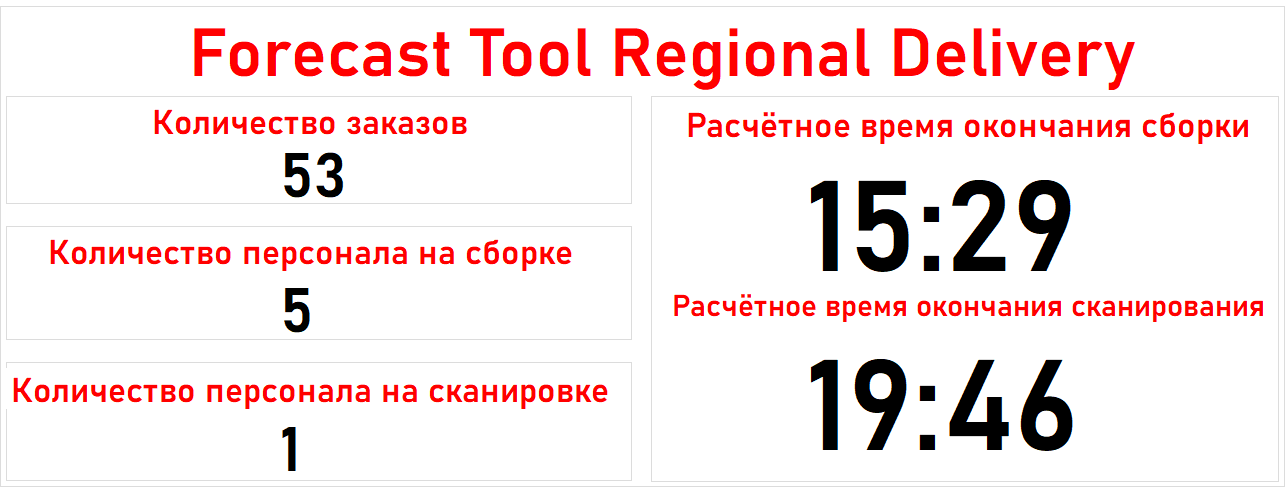 Forecast Tool Regional Delivery
Количество заказов
53
Количество персонала на сборке
5
Количество персонала на сканировке
1
Расчётное время окончания сборки
15:29
Расчётное время окончания сканирования
19:46